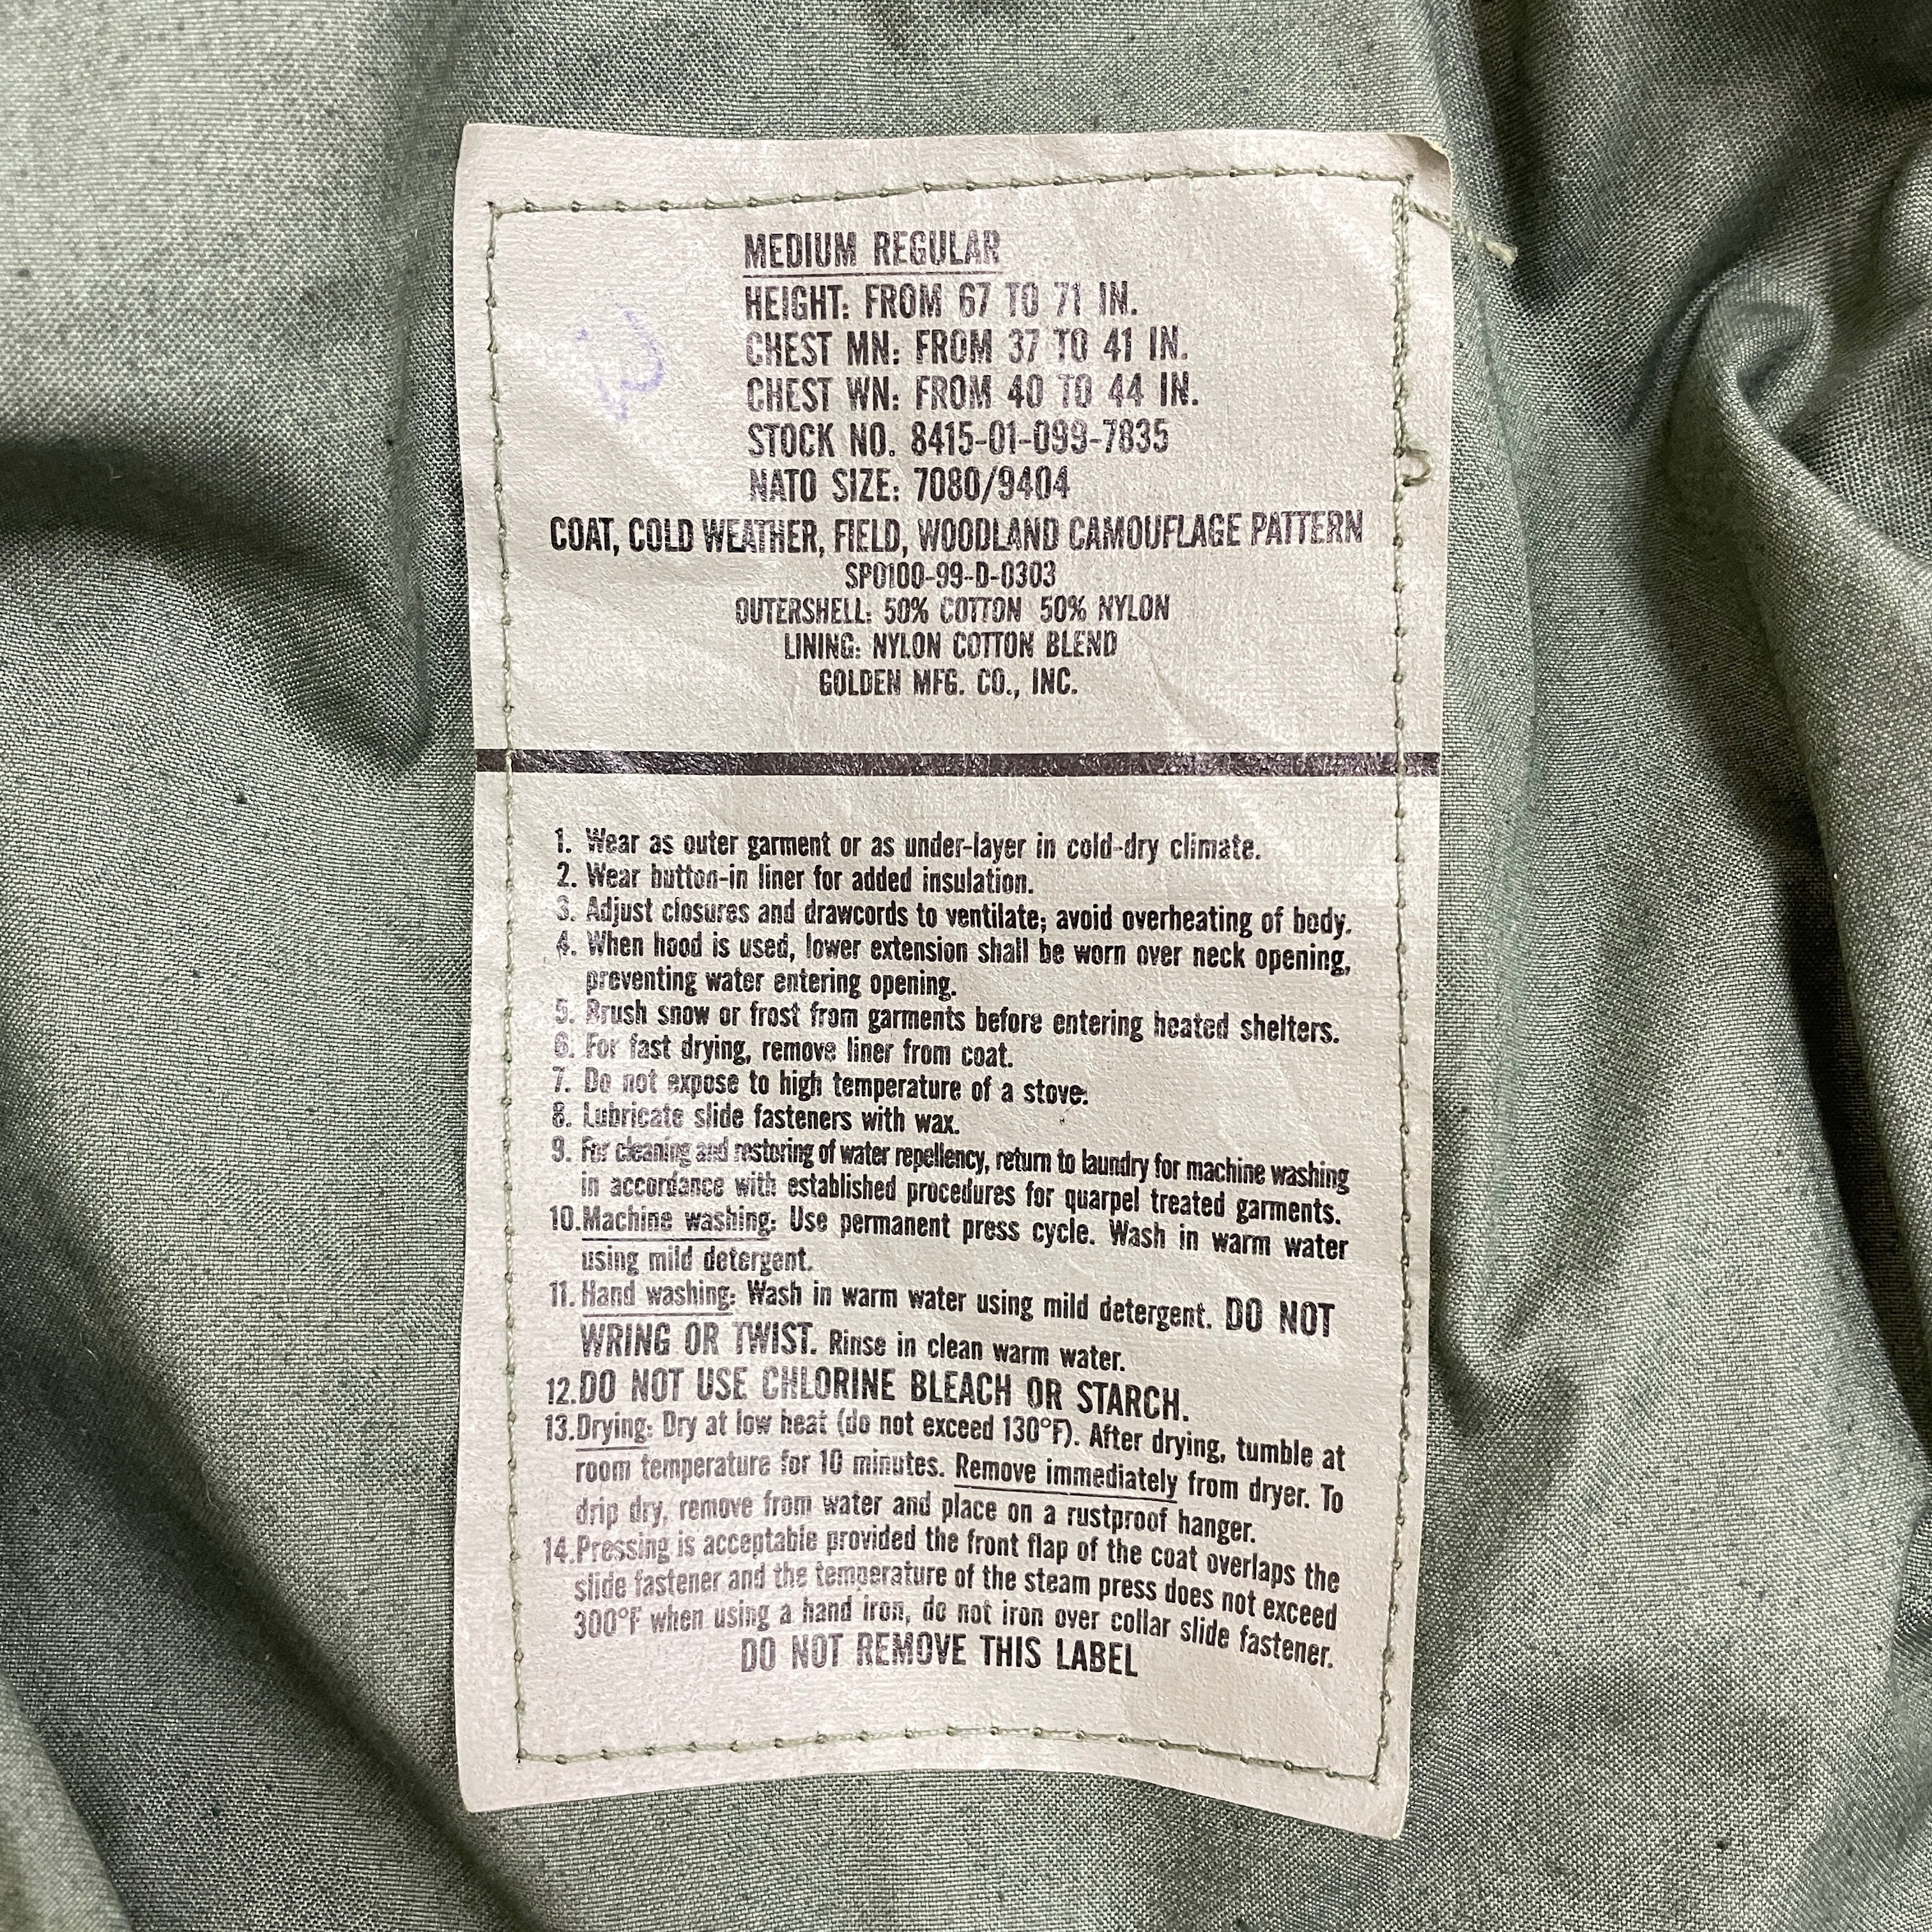 MEDIUM REGULAR
HEIGHT: FROM 67 TO 71 IN.
CHEST MN: FROM 37 TO 41 IN.
CHEST WN: FROM 40 TO 44 IN.
STOCK NO. 8415-01-099-7835
NATO SIZE: 7080/9404
COAT, COLD WEATHER, FIELD, WOODLAND CAMOUFLAGE PATTERN
SPO100-99-D-0303
OUTERSHELL: 50% COTTON 50% NYLON
LINING: NYLON COTTON BLEND
GOLDEN MFG. CO., INC.
1. Wear as outer garment or as under-layer in cold-dry climate.
2. Wear button-in liner for added insulation.
3. Adjust closures and drawcords to ventilate; avoid overheating of body.
4. When hood is used, lower extension shall be worn over neck opening,
preventing water entering opening.
5. Brush snow or frost from garments before entering heated shelters.
6. For fast drying, remove liner from coat.
7. Do not expose to high temperature of a stove.
8. Lubricate slide fasteners with wax.
9. For cleaning and restoring of water repellency, return to laundry for machine washing
in accordance with established procedures for quarpel treated garments.
10. Machine washing: Use permanent press cycle. Wash in warm water
using mild detergent.
11. Hand washing: Wash in warm water using mild detergent. DO NOT
WRING OR TWIST. Rinse in clean warm water.
12. DO NOT USE CHLORINE BLEACH OR STARCH.
13. Drying: Dry at low heat (do not exceed 130°F). After drying, tumble at
room temperature for 10 minutes. Remove immediately from dryer. To
drip dry, remove from water and place on a rustproof hanger.
14. Pressing is acceptable provided the front flap of the coat overlaps the
slide fastener and the temperature of the steam press does not exceed
300°F when using a hand iron, do not iron over collar slide fastener.
DO NOT REMOVE THIS LABEL